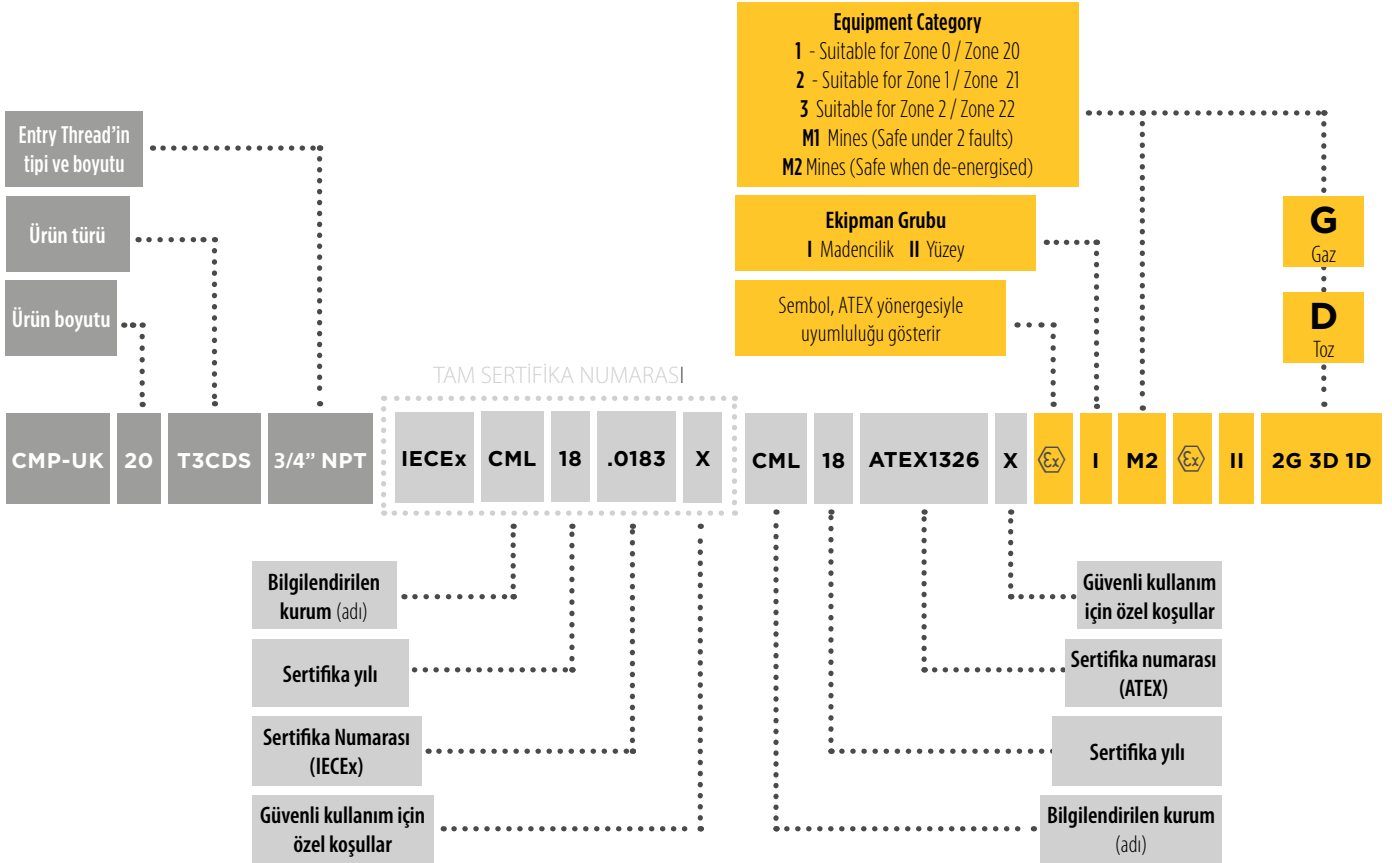 Equipment Category
1 - Suitable for Zone 0 / Zone 20
2 - Suitable for Zone 1 / Zone 21
3 Suitable for Zone 2 / Zone 22
M1 Mines (Safe under 2 faults)
M2 Mines (Safe when de-energised)
Entry Thread’in
tipi ve boyutu
Ürün türü
Ekipman Grubu
I Madencilik II Yüzey
G
Gaz
Ürün boyutu
Sembol, ATEX yönergesiyle
uyumluluğu gösterir
D
Toz
TAM SERTİFİKA NUMARASI
CMP-UK 20 T3CDS 3/4” NPT IECEx CML 18 .0183 X CML 18 ATEX1326 X Ex I M2 Ex II 2G 3D 1D
Bilgilendirilen
kurum (adı)
Sertifika yılı
Sertifika Numarası
(IECEx)
Güvenli kullanım için
özel koşullar
Güvenli kullanım
için özel koşullar
Sertifika numarası
(ATEX)
Sertifika yılı
Bilgilendirilen kurum
(adı)